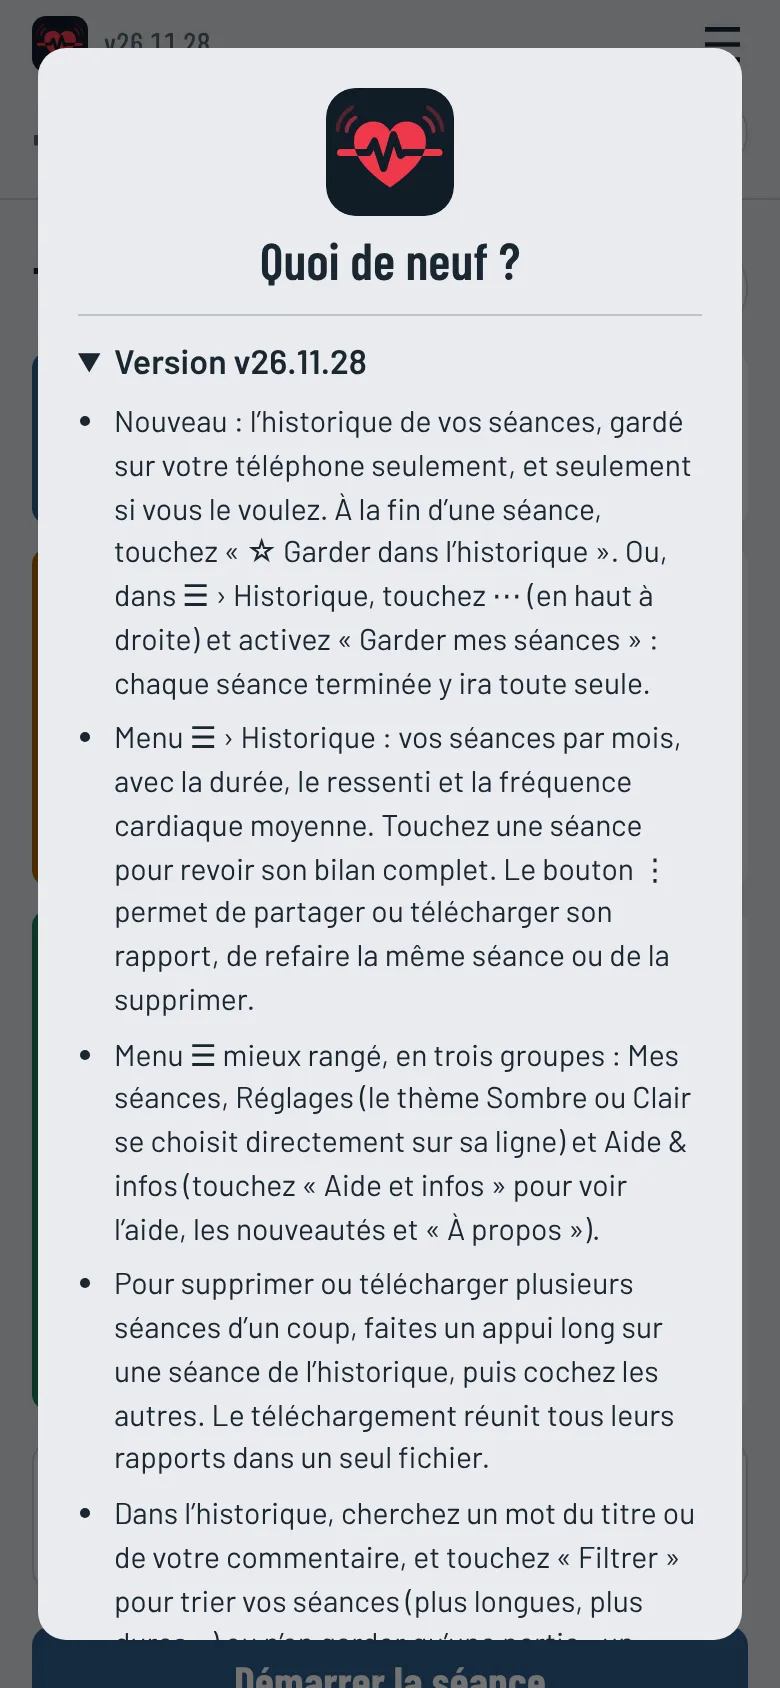 v26.11.28
Quoi de neuf ?
▼ Version v26.11.28
• Nouveau : l’historique de vos séances, gardé
sur votre téléphone seulement, et seulement
si vous le voulez. À la fin d’une séance,
touchez « ☆ Garder dans l’historique ». Ou,
dans ☰ › Historique, touchez ⋯ (en haut à
droite) et activez « Garder mes séances » :
chaque séance terminée y ira toute seule.
• Menu ☰ › Historique : vos séances par mois,
avec la durée, le ressenti et la fréquence
cardiaque moyenne. Touchez une séance
pour revoir son bilan complet. Le bouton ⋮
permet de partager ou télécharger son
rapport, de refaire la même séance ou de la
supprimer.
• Menu ☰ mieux rangé, en trois groupes : Mes
séances, Réglages (le thème Sombre ou Clair
se choisit directement sur sa ligne) et Aide &
infos (touchez « Aide et infos » pour voir
l’aide, les nouveautés et « À propos »).
• Pour supprimer ou télécharger plusieurs
séances d’un coup, faites un appui long sur
une séance de l’historique, puis cochez les
autres. Le téléchargement réunit tous leurs
rapports dans un seul fichier.
• Dans l’historique, cherchez un mot du titre ou
de votre commentaire, et touchez « Filtrer »
pour trier vos séances (plus longues, plus
Démarrer la séance